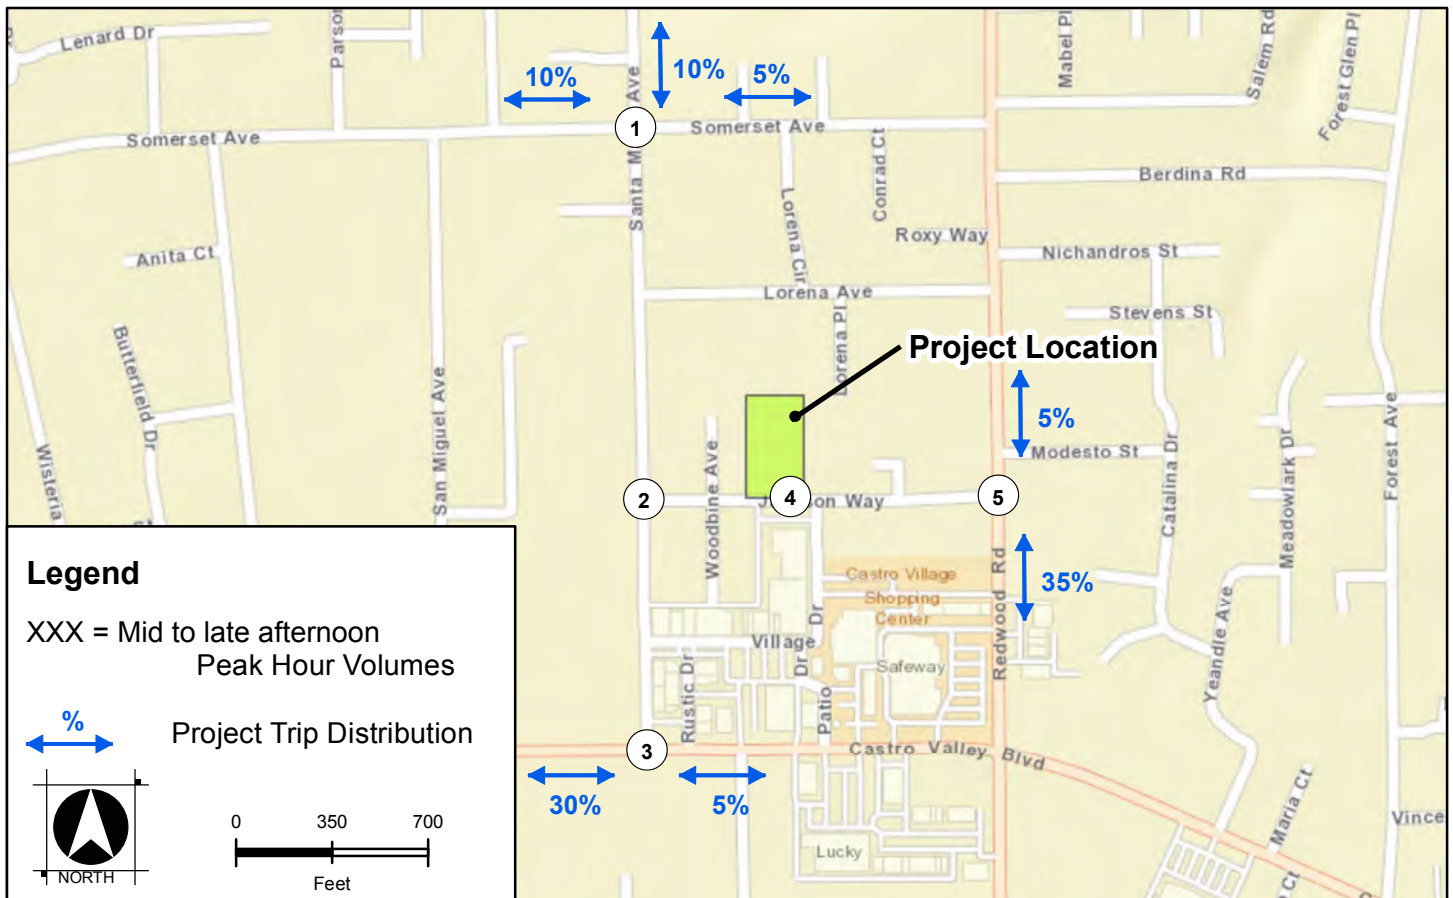 Lenard Dr
Parson
10%
10%
5%
Mabel Pl
Salem Rd
Forest Glen Pl
Somerset Ave
1
Somerset Ave
Santa M
Ave
Conrad Ct
Berdina Rd
Lorena Cir
Roxy Way
Anita Ct
Nichandros St
Lorena Ave
Stevens St
Butterfield Dr
Lorena Pl
Project Location
San Miguel Ave
5%
Wisteria
Woodbine Ave
Modesto St
Catalina Dr
Meadowlark Dr
Forest Ave
2
4
J
son Way
5
Legend
XXX = Mid to late afternoon
Peak Hour Volumes
%
Project Trip Distribution
NORTH
0
350
700
Feet
Castro Village
Shopping
Center
Redwood Rd
35%
Village
Dr
Dr
Safeway
Yeandle Ave
Rustic Dr
Patio
3
Castro Valley Blvd
30%
5%
Maria Ct
Vince
Lucky
Ct
C